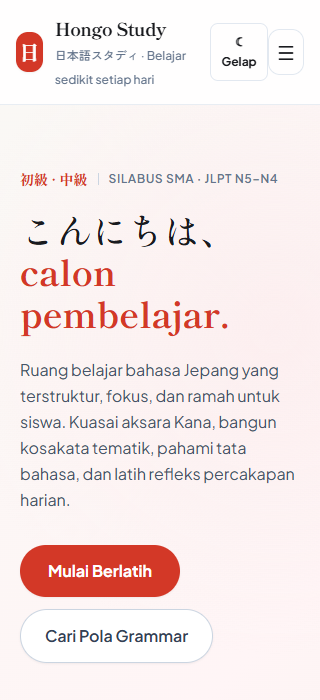 日
Hongo Study
日本語スタディ · Belajar
sedikit setiap hari
☾
Gelap
初級 · 中級
SILABUS SMA · JLPT N5–N4
こんにちは、
calon
pembelajar.
Ruang belajar bahasa Jepang yang
terstruktur, fokus, dan ramah untuk
siswa. Kuasai aksara Kana, bangun
kosakata tematik, pahami tata
bahasa, dan latih refleks percakapan
harian.
Mulai Berlatih
Cari Pola Grammar